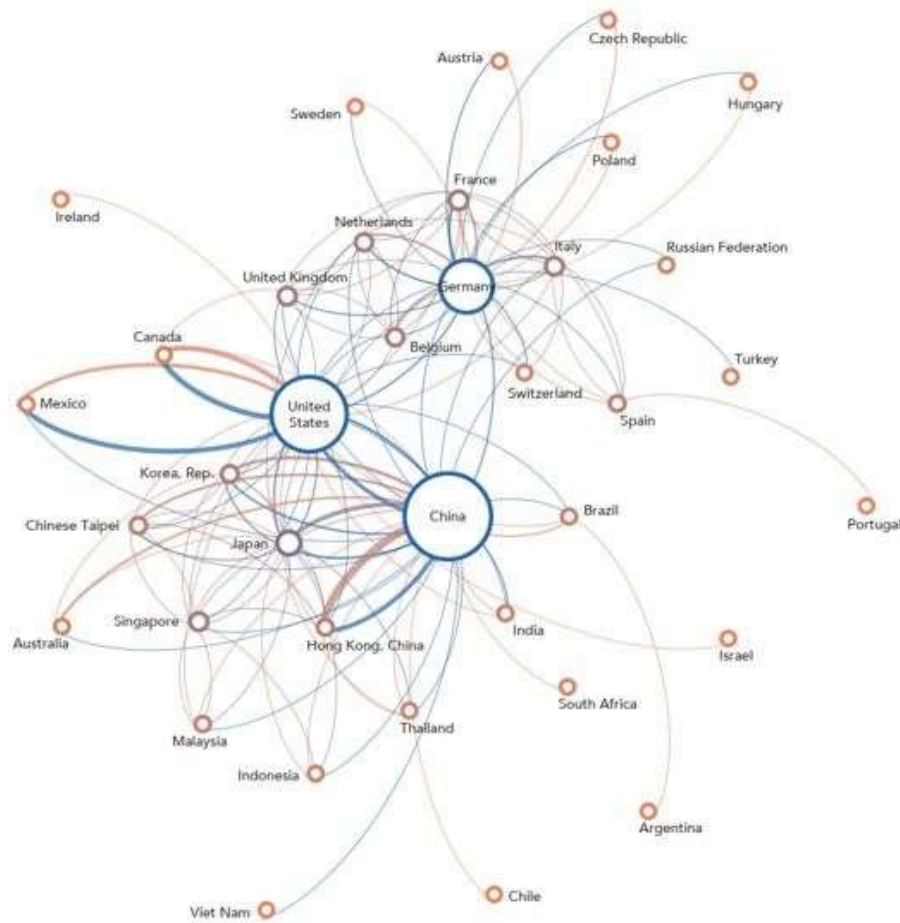 Czech Republic
Austria
Hungary
Sweden
Poland
France
Ireland
Netherlands
Italy
Russian Federation
United Kingdom
Germany
Canada
Belgium
Turkey
Switzerland
Mexico
United
States
Spain
Korea, Rep.
Brazil
China
Chinese Taipei
Portugal
Japan
Singapore
India
Australia
Hong Kong, China
Israel
South Africa
Thailand
Malaysia
Indonesia
Argentina
Chile
Viet Nam